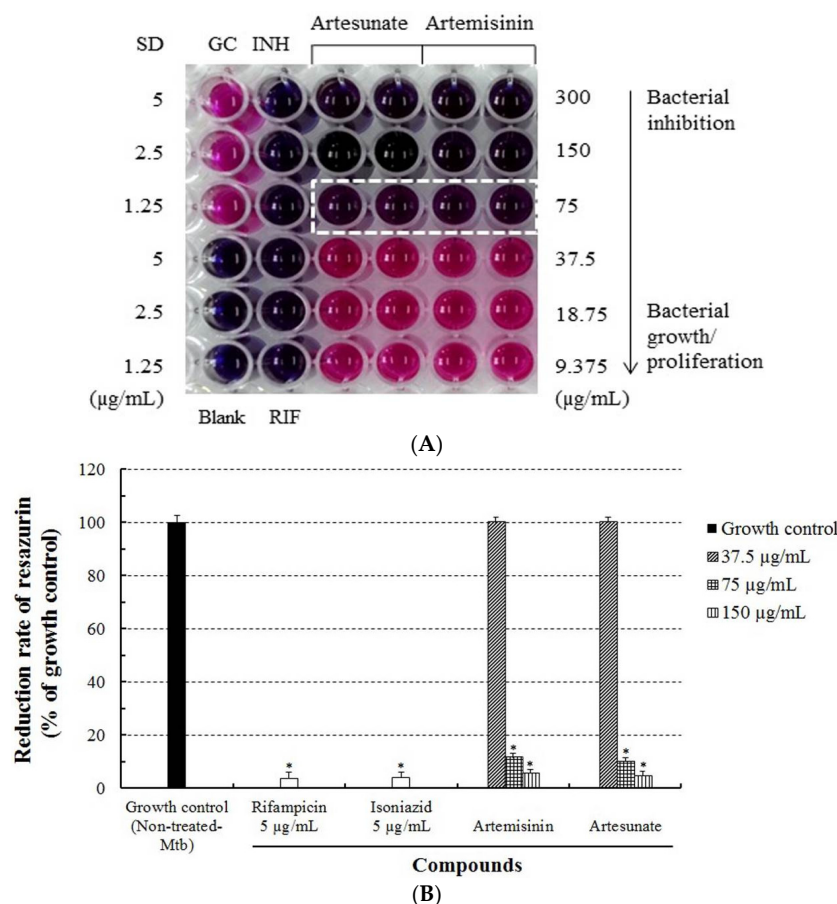 Artesunate Artemisinin
SD GC INH
5 300 Bacterial
inhibition
2.5 150
1.25 75
5 37.5
2.5 18.75 Bacterial
growth/
1.25 9.375 proliferation
(µg/mL) (µg/mL)
Blank RIF
(A)
120
100
80
60
40
20
0
Reduction rate of resazurin
(% of growth control)
Growth control
37.5 µg/mL
75 µg/mL
150 µg/mL
* * * * * *
Growth control Rifampicin Isoniazid Artemisinin Artesunate
(Non-treated- 5 µg/mL 5 µg/mL
Mtb)
Compounds
(B)